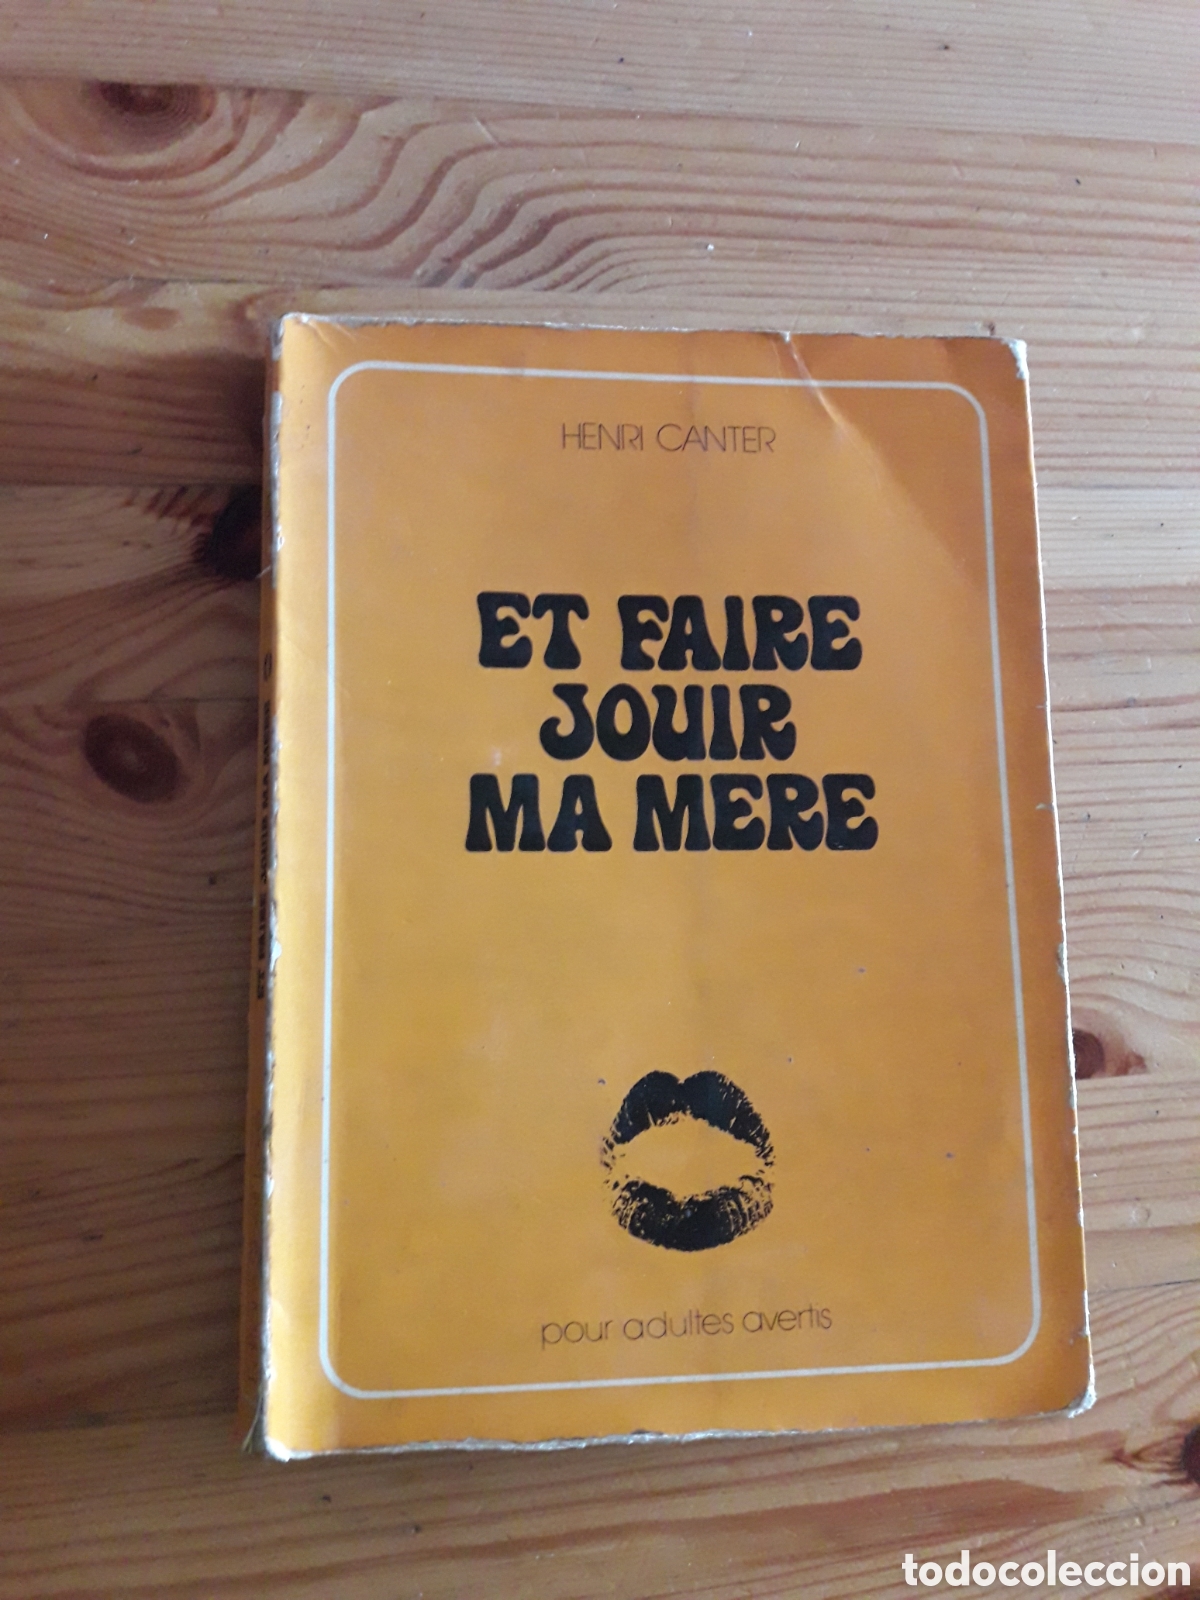 HENRI CANTER
ET FAIRE
JOUIR
MA MERE
pour adultes avertis
ET FAIRE JOUIR MA MERE
todocoleccion